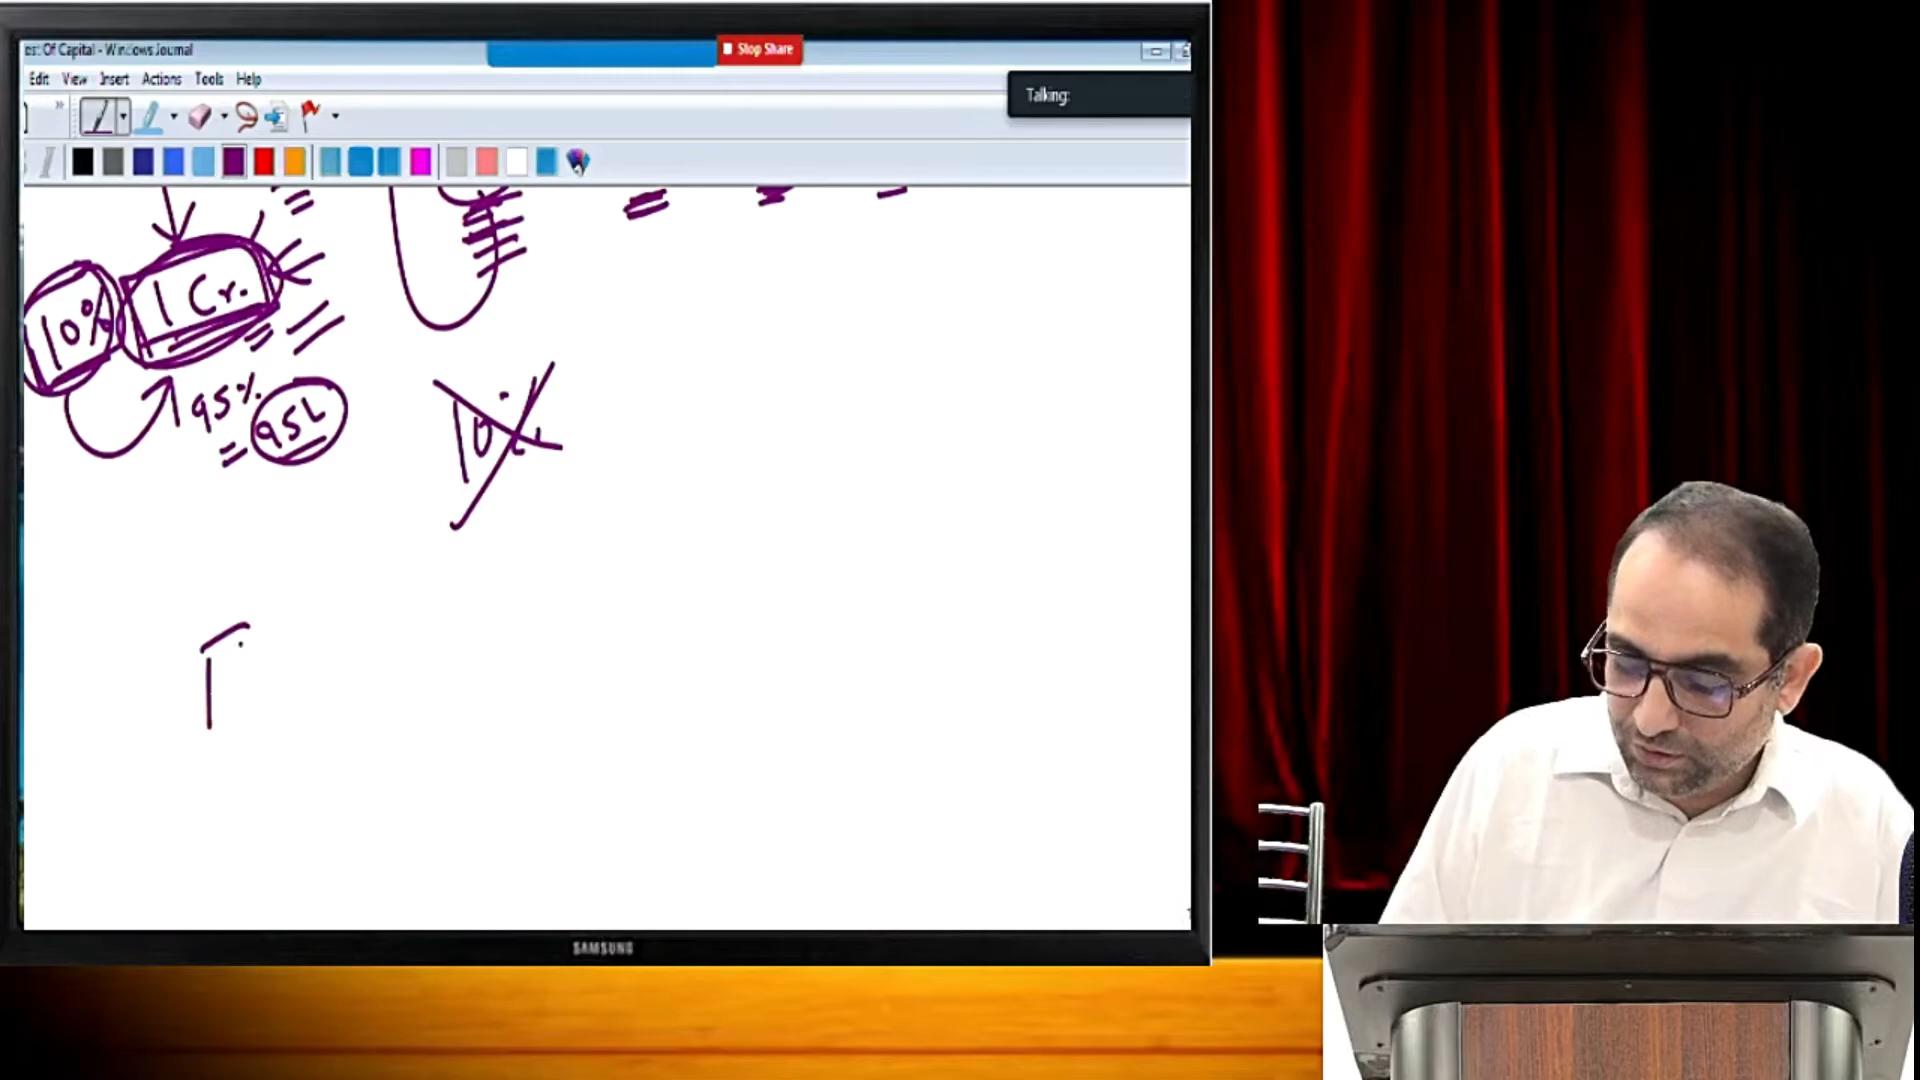 est Of Capital - Windows Journal
Stop Share
Edit View Insert Actions Tools Help
Talking:
10% 1 Cr.
95%
= 95L
10%
SAMSUNG